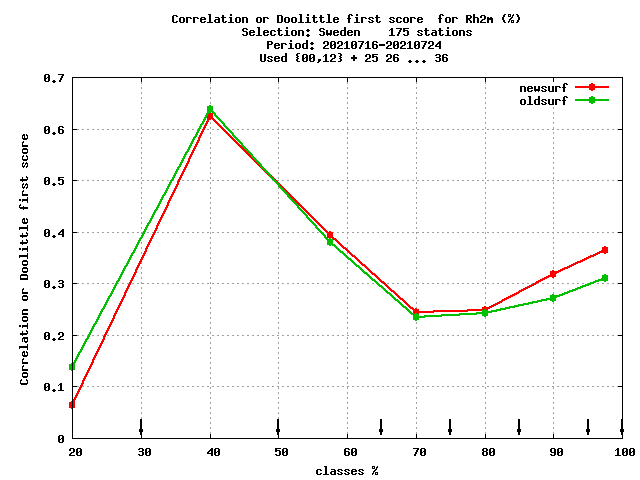 Correlation or Doolittle first score  for Rh2m (%)
Selection: Sweden    175 stations
Period: 20210716-20210724
Used {00,12} + 25 26 ... 36
newsurf
oldsurf
Correlation or Doolittle first score
0.7
0.6
0.5
0.4
0.3
0.2
0.1
0
20 30 40 50 60 70 80 90 100
classes %